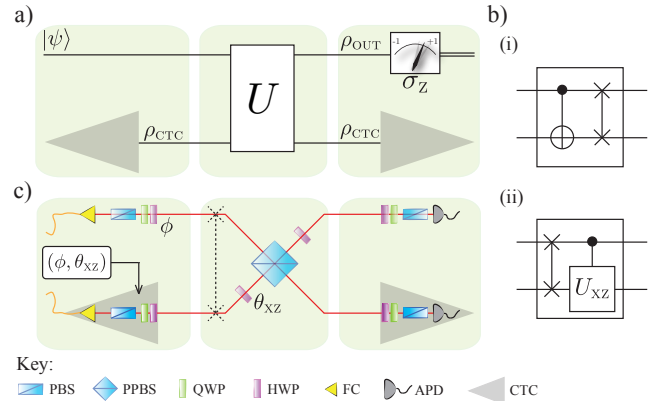 a)
|ψ⟩
U
ρOUT
-1 +1
σZ
ρCTC
ρCTC
b)
(i)
(ii)
UXZ
c)
ϕ
(ϕ, θXZ)
θXZ
Key:
PBS PPBS QWP HWP FC APD CTC